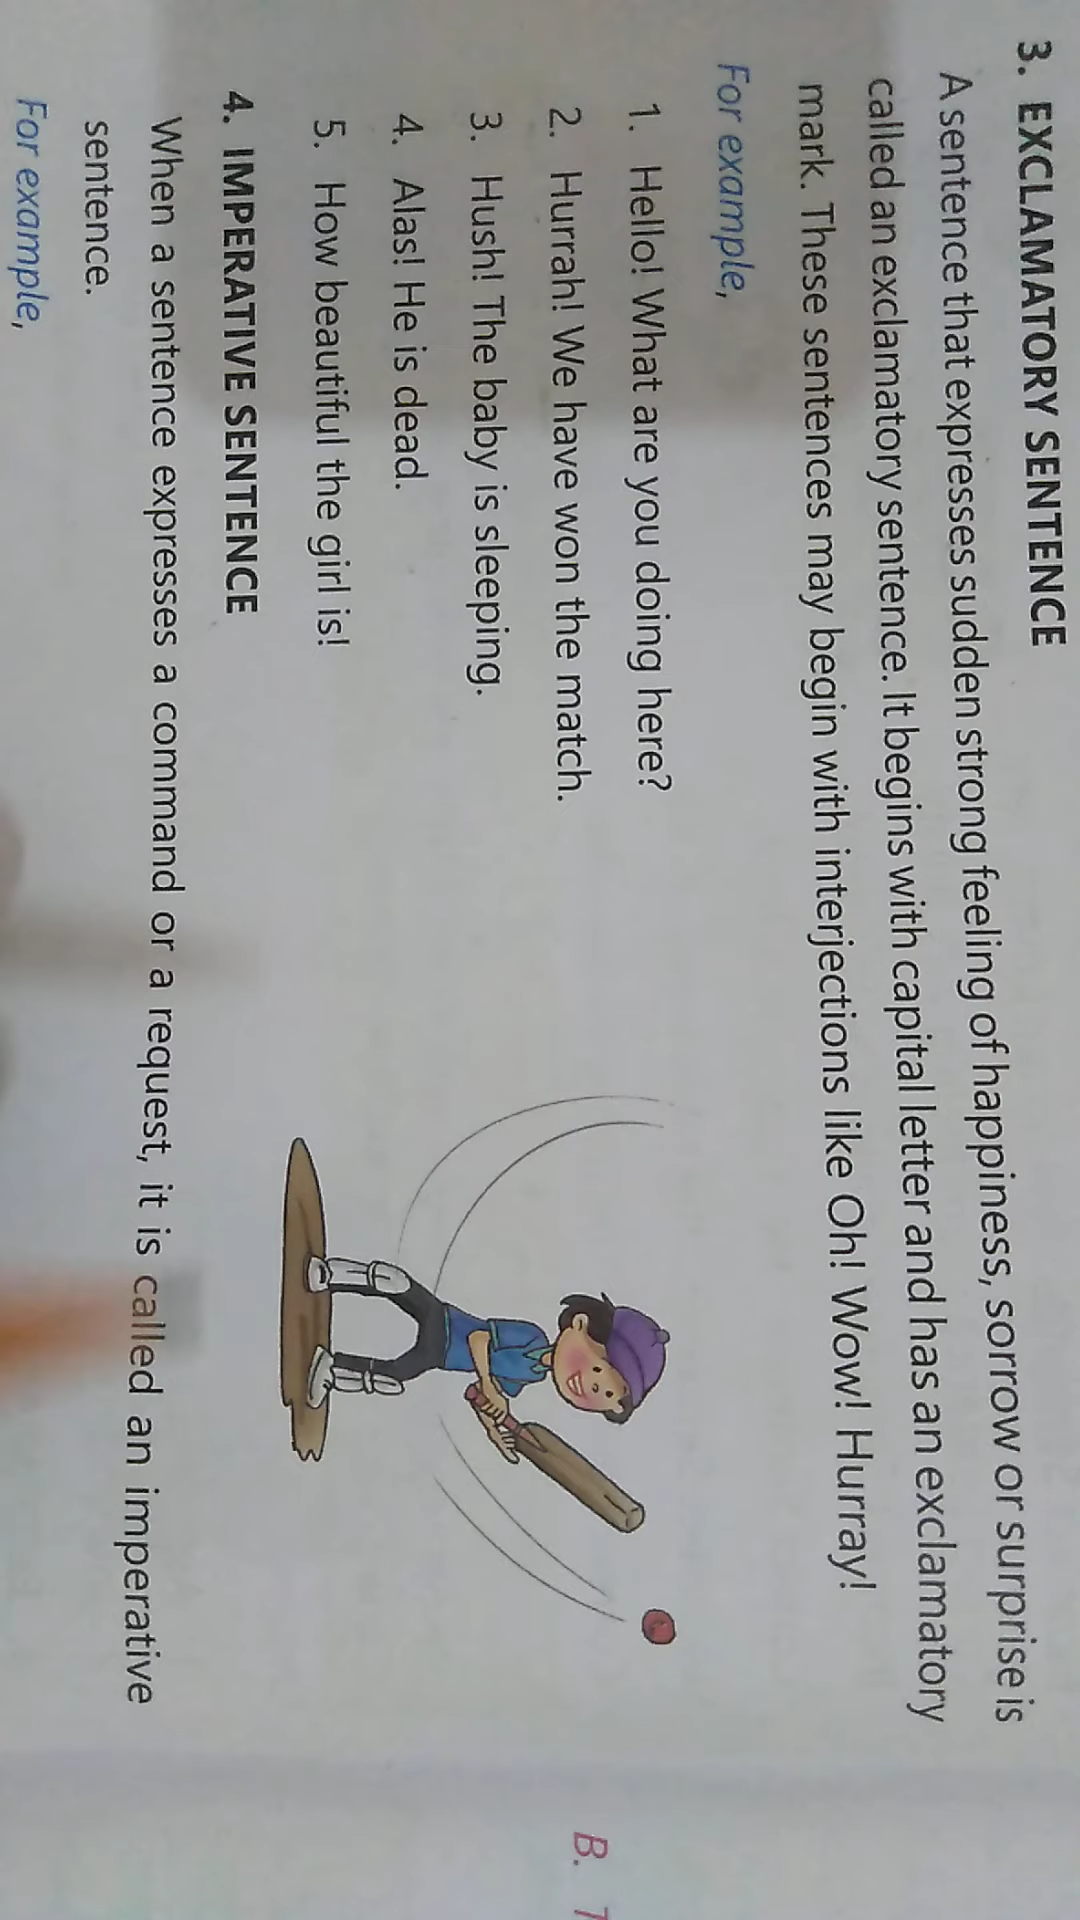 3. EXCLAMATORY SENTENCE
A sentence that expresses sudden strong feeling of happiness, sorrow or surprise is
called an exclamatory sentence. It begins with capital letter and has an exclamatory
mark. These sentences may begin with interjections like Oh! Wow! Hurray!
For example,
1. Hello! What are you doing here?
2. Hurrah! We have won the match.
3. Hush! The baby is sleeping.
4. Alas! He is dead.
5. How beautiful the girl is!
4. IMPERATIVE SENTENCE
When a sentence expresses a command or a request, it is called an imperative
sentence.
For example,
B.